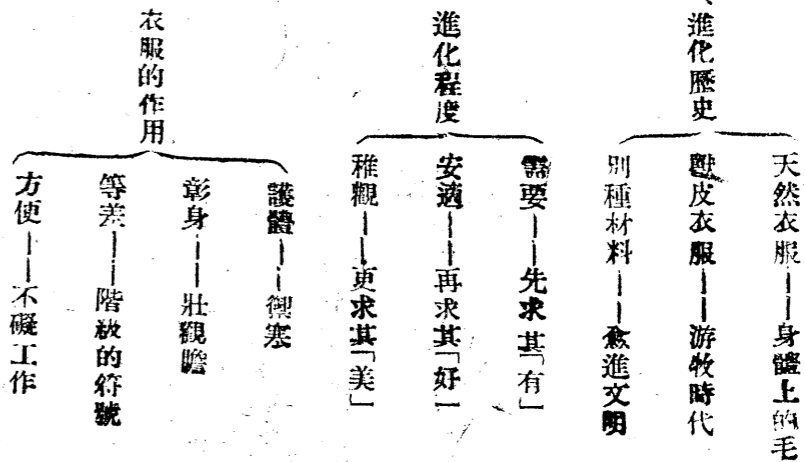 、進化歷史
天然衣服——身體上的毛
獸皮衣服——游牧時代
別種材料——愈進文明
進化程度
需要——先求其「有」
安適——再求其「好」
雅觀——更求其「美」
衣服的作用
護體——禦寒
彰身——壯觀瞻
等差——階級的符號
方便——不礙工作